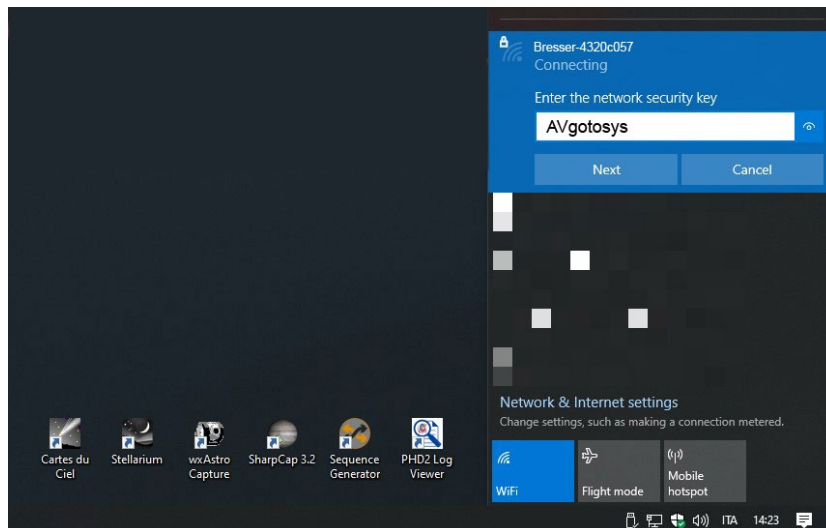 Bresser-4320c057
Connecting
Enter the network security key
AVgotosys
Next
Cancel
Network & Internet settings
Change settings, such as making a connection metered.
WiFi
Flight mode
Mobile
hotspot
Cartes du
Ciel
Stellarium
wxAstro
Capture
SharpCap 3.2
Sequence
Generator
PHD2 Log
Viewer
ITA
14:23